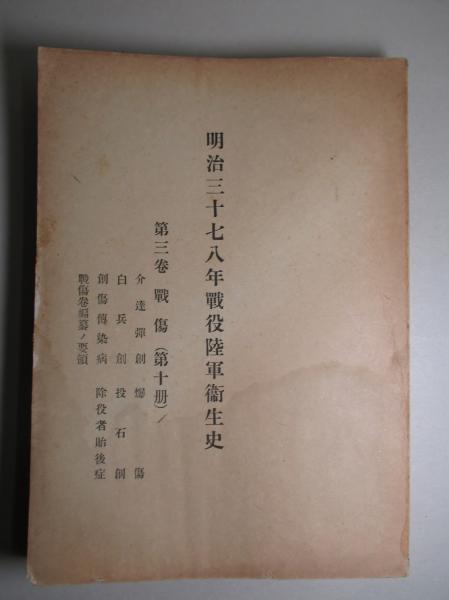 明治三十七八年戰役陸軍衞生史
第三卷 戰傷(第十册)ノ
介達彈創 爆傷
白兵創 投石創
創傷傳染病 除役者貽後症
戰傷卷編纂ノ要領